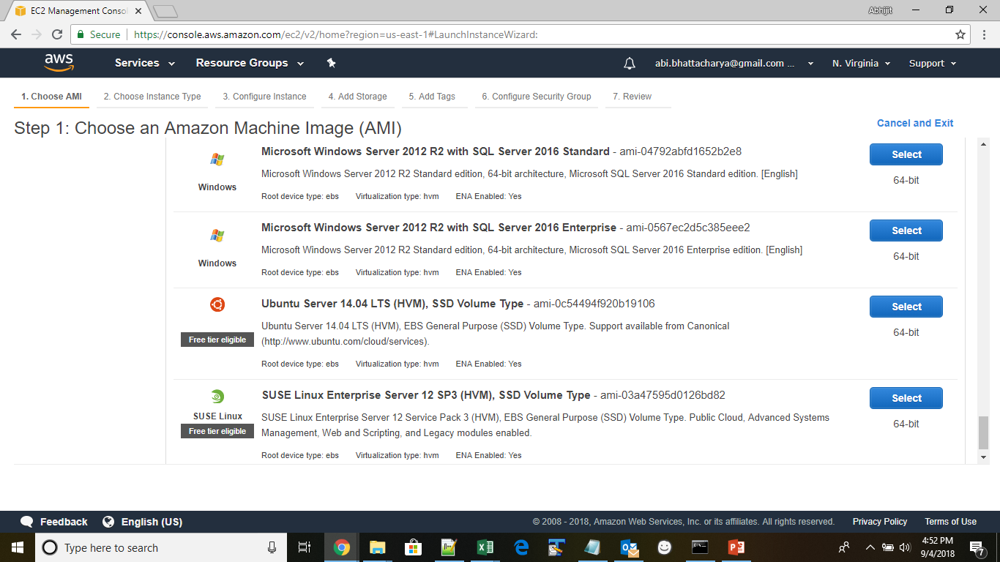 EC2 Management Conso
Abhijit
Secure
https://console.aws.amazon.com/ec2/v2/home?region=us-east-1#LaunchInstanceWizard:
aws
Services
Resource Groups
abi.bhattacharya@gmail.com ...
N. Virginia
Support
1. Choose AMI
2. Choose Instance Type
3. Configure Instance
4. Add Storage
5. Add Tags
6. Configure Security Group
7. Review
Step 1: Choose an Amazon Machine Image (AMI)
Cancel and Exit
Windows
Microsoft Windows Server 2012 R2 with SQL Server 2016 Standard - ami-04792abfd1652b2e8
Microsoft Windows Server 2012 R2 Standard edition, 64-bit architecture, Microsoft SQL Server 2016 Standard edition. [English]
Root device type: ebs Virtualization type: hvm ENA Enabled: Yes
Select
64-bit
Windows
Microsoft Windows Server 2012 R2 with SQL Server 2016 Enterprise - ami-0567ec2d5c385eee2
Microsoft Windows Server 2012 R2 Standard edition, 64-bit architecture, Microsoft SQL Server 2016 Enterprise edition. [English]
Root device type: ebs Virtualization type: hvm ENA Enabled: Yes
Select
64-bit
Free tier eligible
Ubuntu Server 14.04 LTS (HVM), SSD Volume Type - ami-0c54494f920b19106
Ubuntu Server 14.04 LTS (HVM), EBS General Purpose (SSD) Volume Type. Support available from Canonical
(http://www.ubuntu.com/cloud/services).
Root device type: ebs Virtualization type: hvm ENA Enabled: Yes
Select
64-bit
SUSE Linux
Free tier eligible
SUSE Linux Enterprise Server 12 SP3 (HVM), SSD Volume Type - ami-03a47595d0126bd82
SUSE Linux Enterprise Server 12 Service Pack 3 (HVM), EBS General Purpose (SSD) Volume Type. Public Cloud, Advanced Systems
Management, Web and Scripting, and Legacy modules enabled.
Root device type: ebs Virtualization type: hvm ENA Enabled: Yes
Select
64-bit
Feedback
English (US)
© 2008 - 2018, Amazon Web Services, Inc. or its affiliates. All rights reserved.
Privacy Policy
Terms of Use
Type here to search
4:52 PM
9/4/2018
7